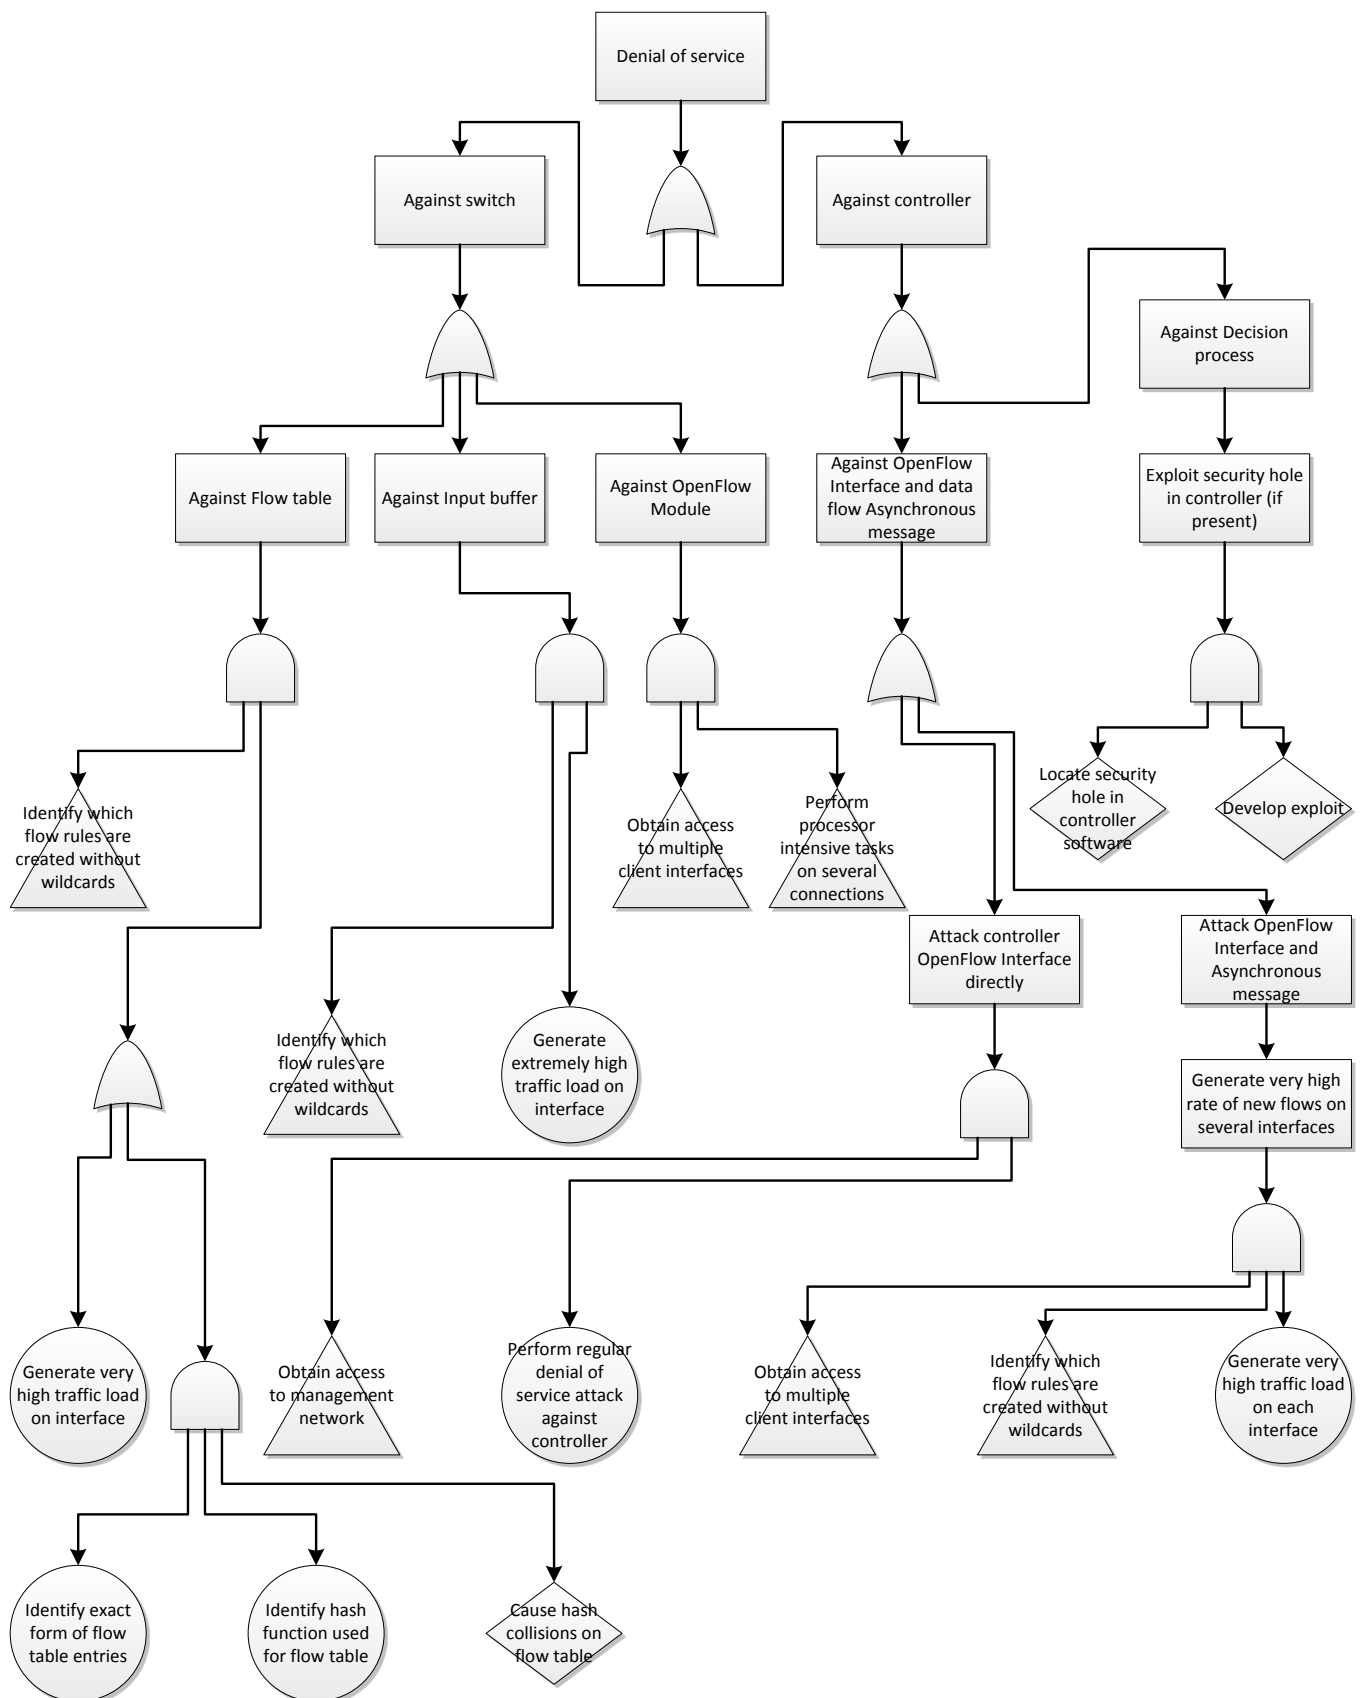 Denial of service
Against switch
Against controller
Against Decision
process
Against Flow table
Against Input buffer
Against OpenFlow
Module
Against OpenFlow
Interface and data
flow Asynchronous
message
Exploit security hole
in controller (if
present)
Identify which
flow rules are
created without
wildcards
Obtain access
to multiple
client interfaces
Perform
processor
intensive tasks
on several
connections
Locate security
hole in
controller
software
Develop exploit
Attack controller
OpenFlow Interface
directly
Attack OpenFlow
Interface and
Asynchronous
message
Identify which
flow rules are
created without
wildcards
Generate
extremely high
traffic load on
interface
Generate very high
rate of new flows on
several interfaces
Generate very
high traffic load
on interface
Obtain access
to management
network
Perform regular
denial of
service attack
against
controller
Obtain access
to multiple
client interfaces
Identify which
flow rules are
created without
wildcards
Generate very
high traffic load
on each
interface
Identify exact
form of flow
table entries
Identify hash
function used
for flow table
Cause hash
collisions on
flow table